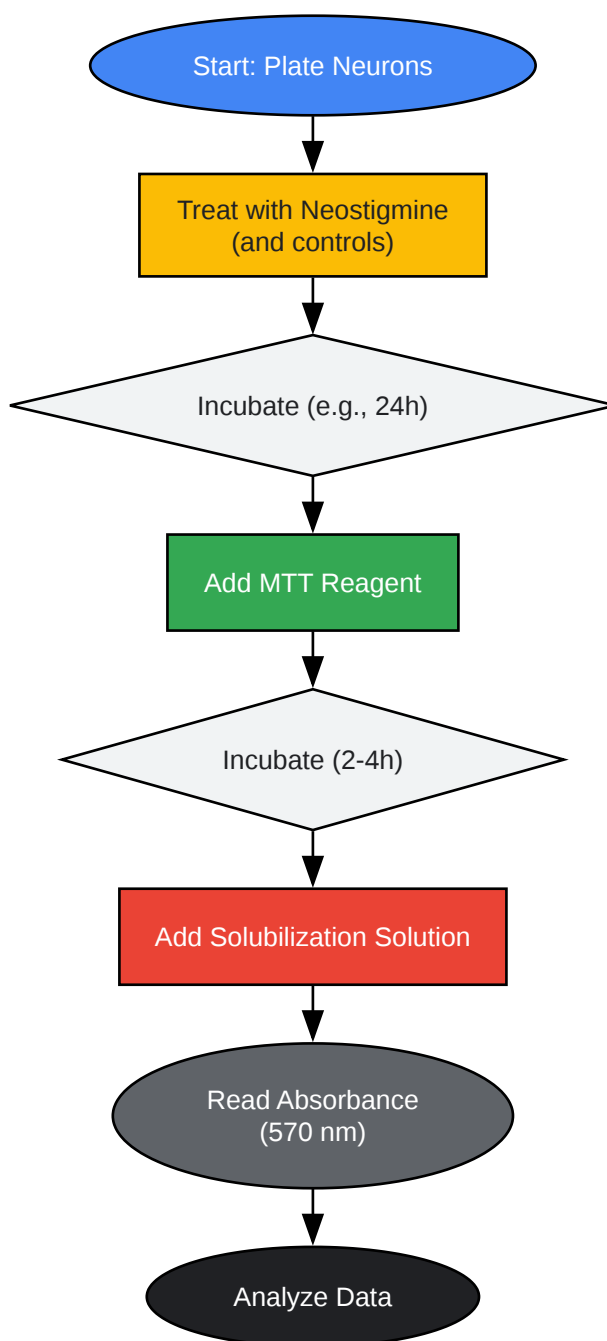 Start: Plate Neurons
Treat with Neostigmine
(and controls)
Incubate (e.g., 24h)
Add MTT Reagent
Incubate (2-4h)
Add Solubilization Solution
Read Absorbance
(570 nm)
Analyze Data